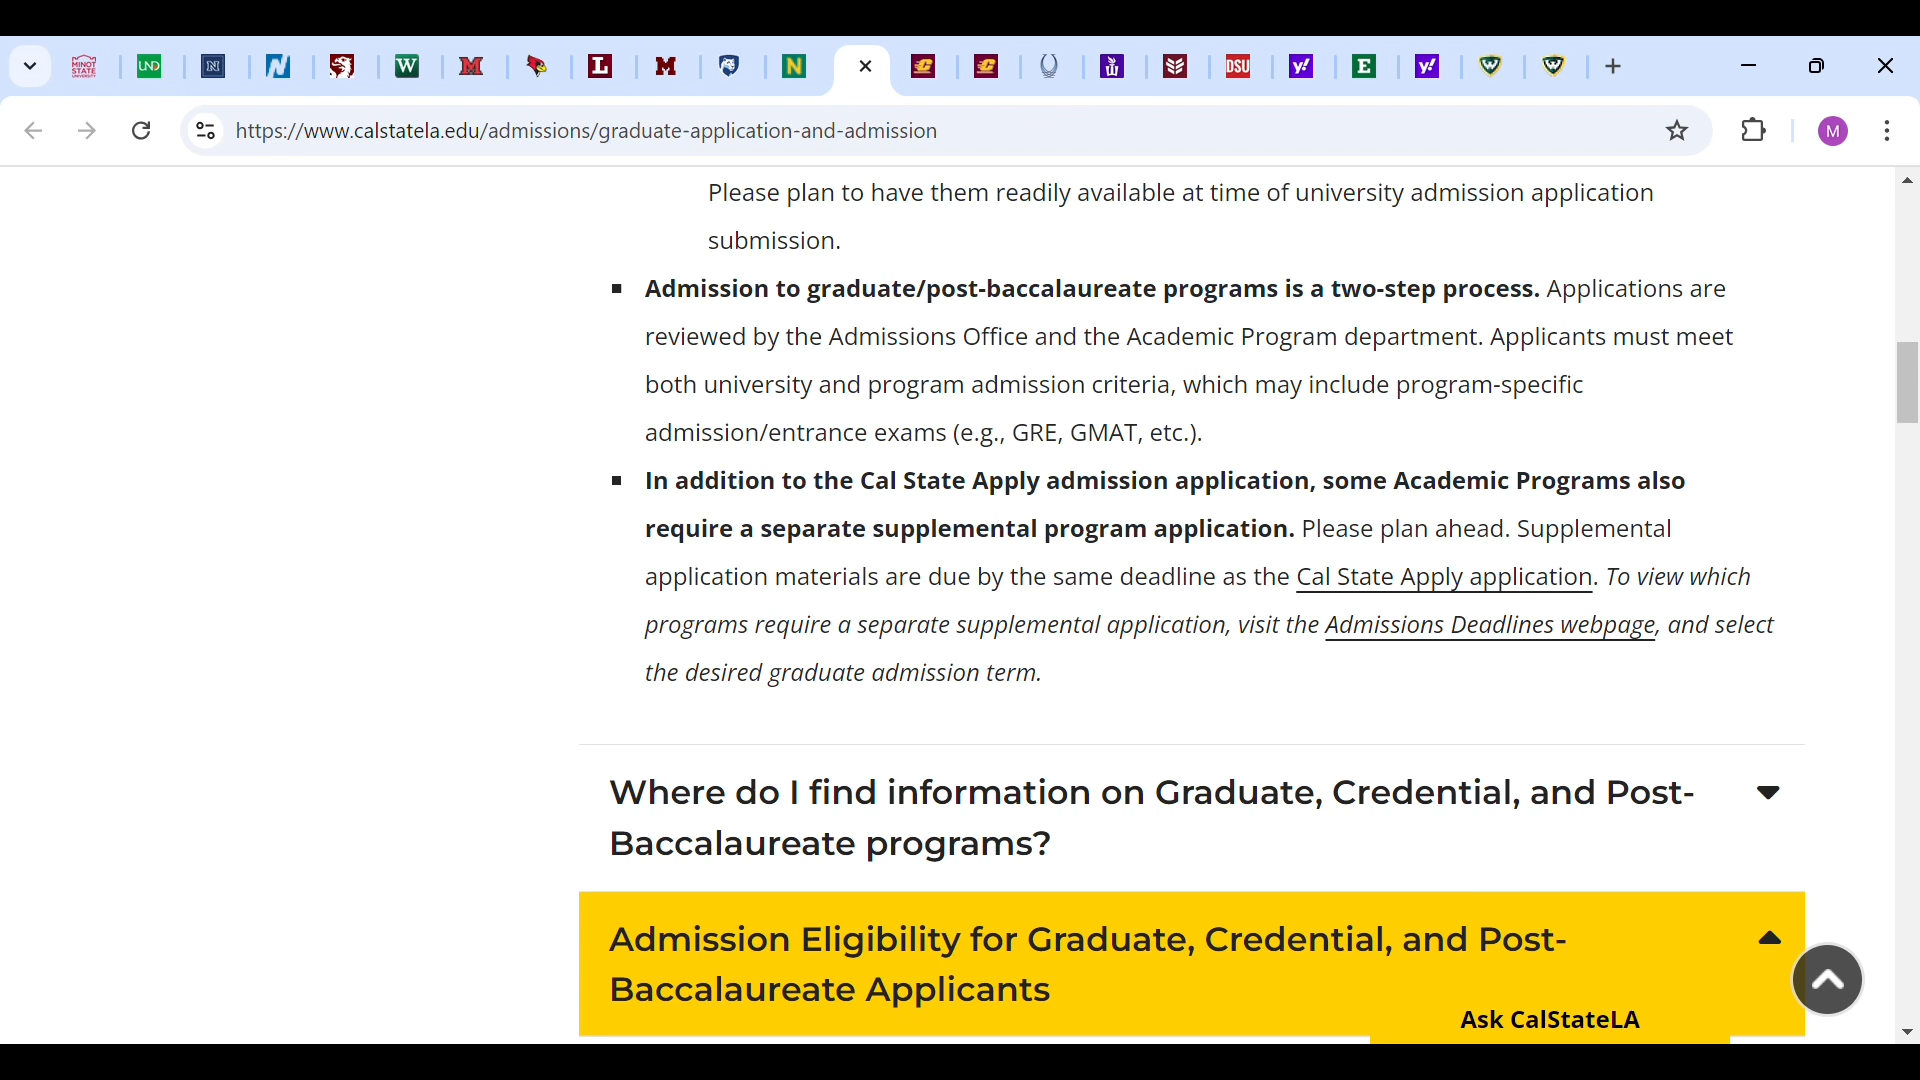 MINOT
STATE
UND
N
N
W
M
L
M
N
C
C
W
DSU
y!
E
y!
W
W
https://www.calstatela.edu/admissions/graduate-application-and-admission
M
Please plan to have them readily available at time of university admission application
submission.
Admission to graduate/post-baccalaureate programs is a two-step process. Applications are
reviewed by the Admissions Office and the Academic Program department. Applicants must meet
both university and program admission criteria, which may include program-specific
admission/entrance exams (e.g., GRE, GMAT, etc.).
In addition to the Cal State Apply admission application, some Academic Programs also
require a separate supplemental program application. Please plan ahead. Supplemental
application materials are due by the same deadline as the Cal State Apply application. To view which
programs require a separate supplemental application, visit the Admissions Deadlines webpage, and select
the desired graduate admission term.
Where do I find information on Graduate, Credential, and Post-
Baccalaureate programs?
Admission Eligibility for Graduate, Credential, and Post-
Baccalaureate Applicants
Ask CalStateLA